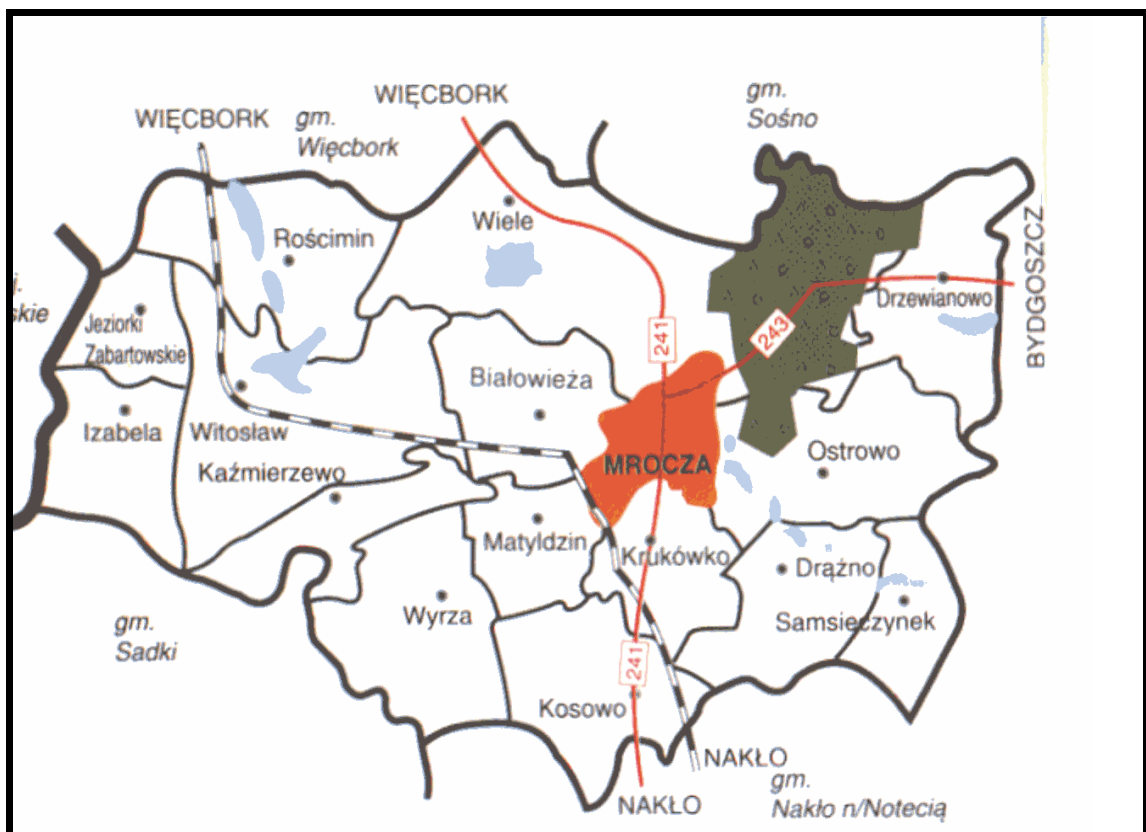 WIĘCBORK
gm.
Sośno
WIĘCBORK
gm.
Więcbork
Wiele
Rościmin
BYDGOSZCZ
skie
Drzewianowo
Jeziorki
Zabartowskie
241
243
Białowieża
Izabela
Witosław
MROCZA
Ostrowo
Kaźmierzewo
Matyldzin
Krukówko
Drążno
Wyrza
Samsieczynek
gm.
Sadki
241
Kosowo
NAKŁO
gm.
Nakło n/Notecią
NAKŁO